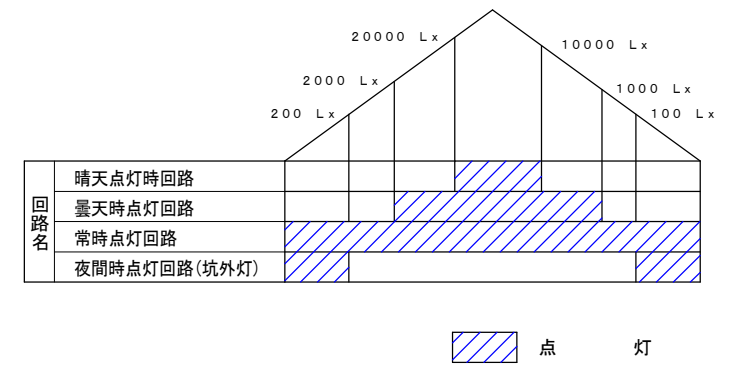 20000 Lx
10000 Lx
2000 Lx
1000 Lx
200 Lx
100 Lx
回路名
晴天点灯時回路
曇天時点灯回路
常時点灯回路
夜間時点灯回路(坑外灯)
点 灯